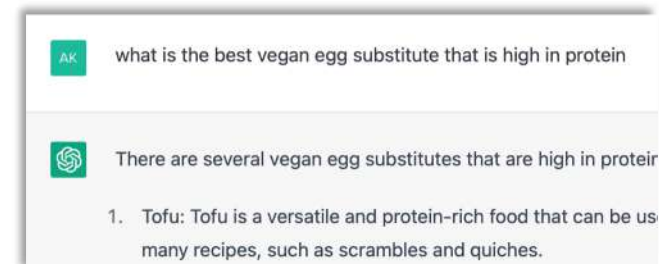 AK
what is the best vegan egg substitute that is high in protein
There are several vegan egg substitutes that are high in protein
1. Tofu: Tofu is a versatile and protein-rich food that can be
many recipes, such as scrambles and quiches.